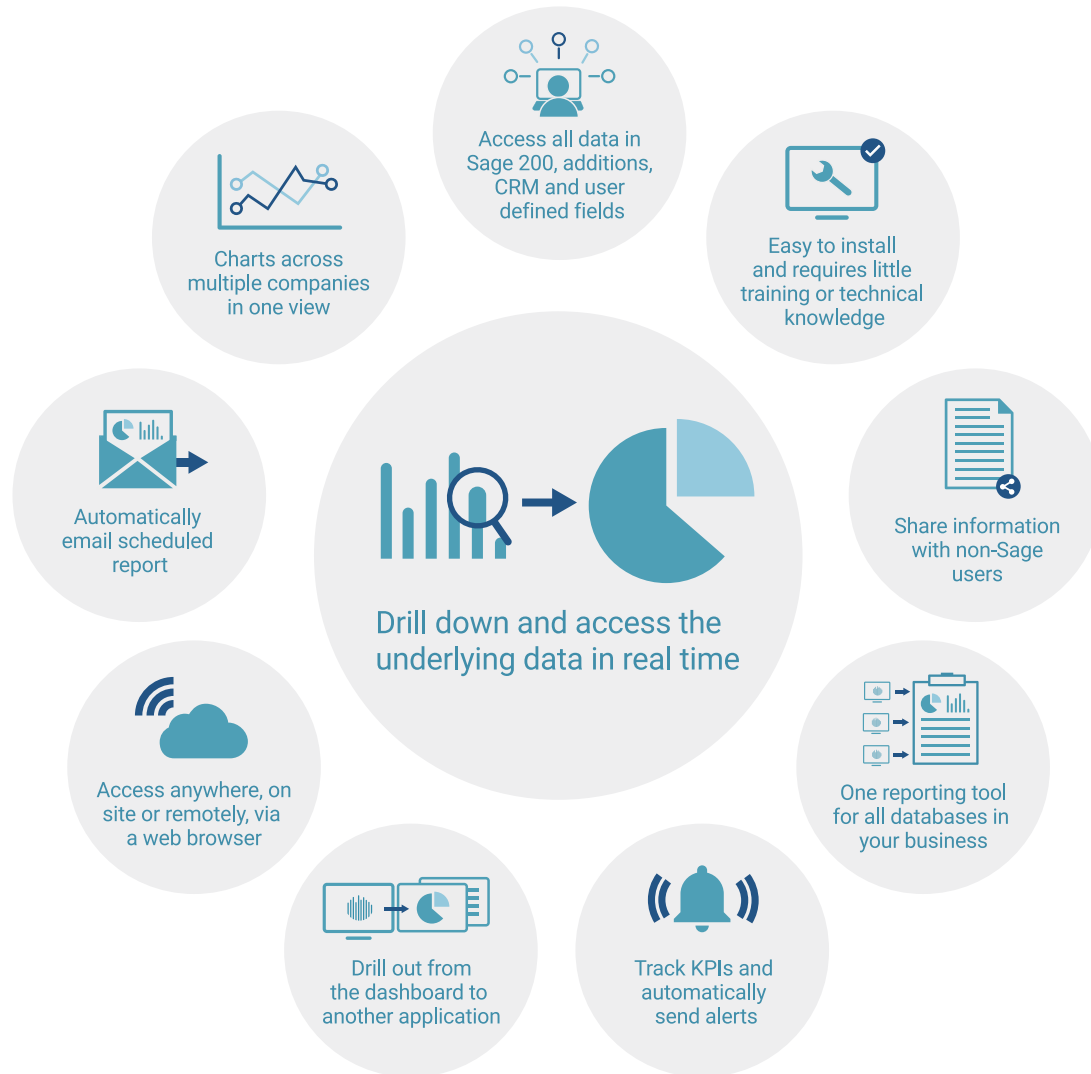 Access all data in
Sage 200, additions,
CRM and user
defined fields
Easy to install
and requires little
training or technical
knowledge
Share information
with non-Sage
users
One reporting tool
for all databases in
your business
Track KPIs and
automatically
send alerts
Drill out from
the dashboard to
another application
Access anywhere, on
site or remotely, via
a web browser
Automatically
email scheduled
report
Charts across
multiple companies
in one view
Drill down and access the
underlying data in real time